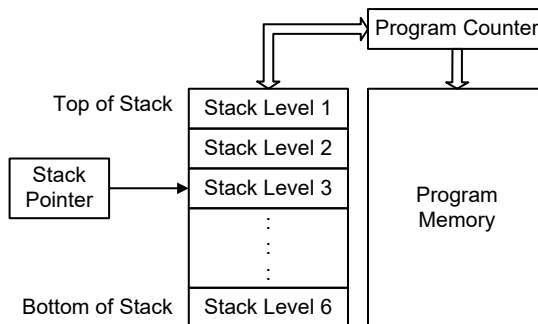 Program Counter
Top of Stack
Stack Level 1
Stack Level 2
Stack
Pointer
Stack Level 3
Program
Memory
:
:
:
Bottom of Stack
Stack Level 6